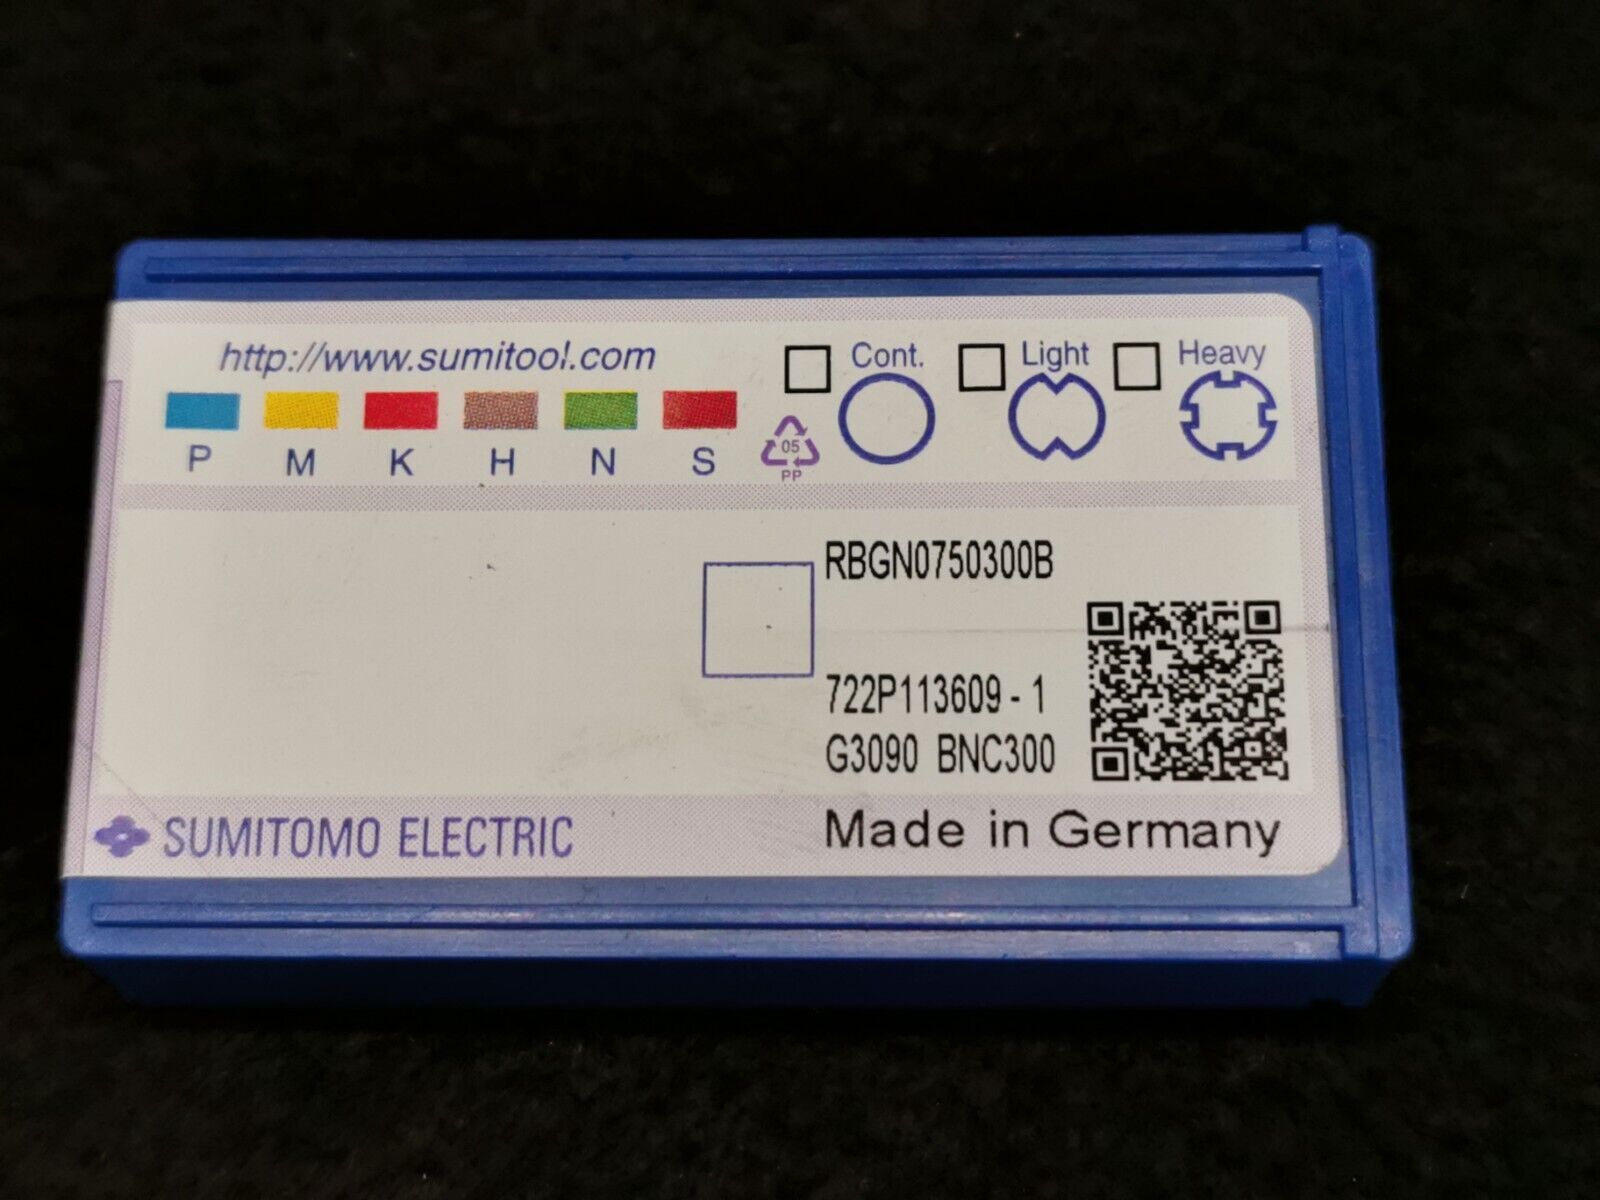 http://www.sumitool.com
Cont. Light Heavy
P M K H N S
05
PP
RBGN0750300B
722P113609 - 1
G3090 BNC300
SUMITOMO ELECTRIC
Made in Germany